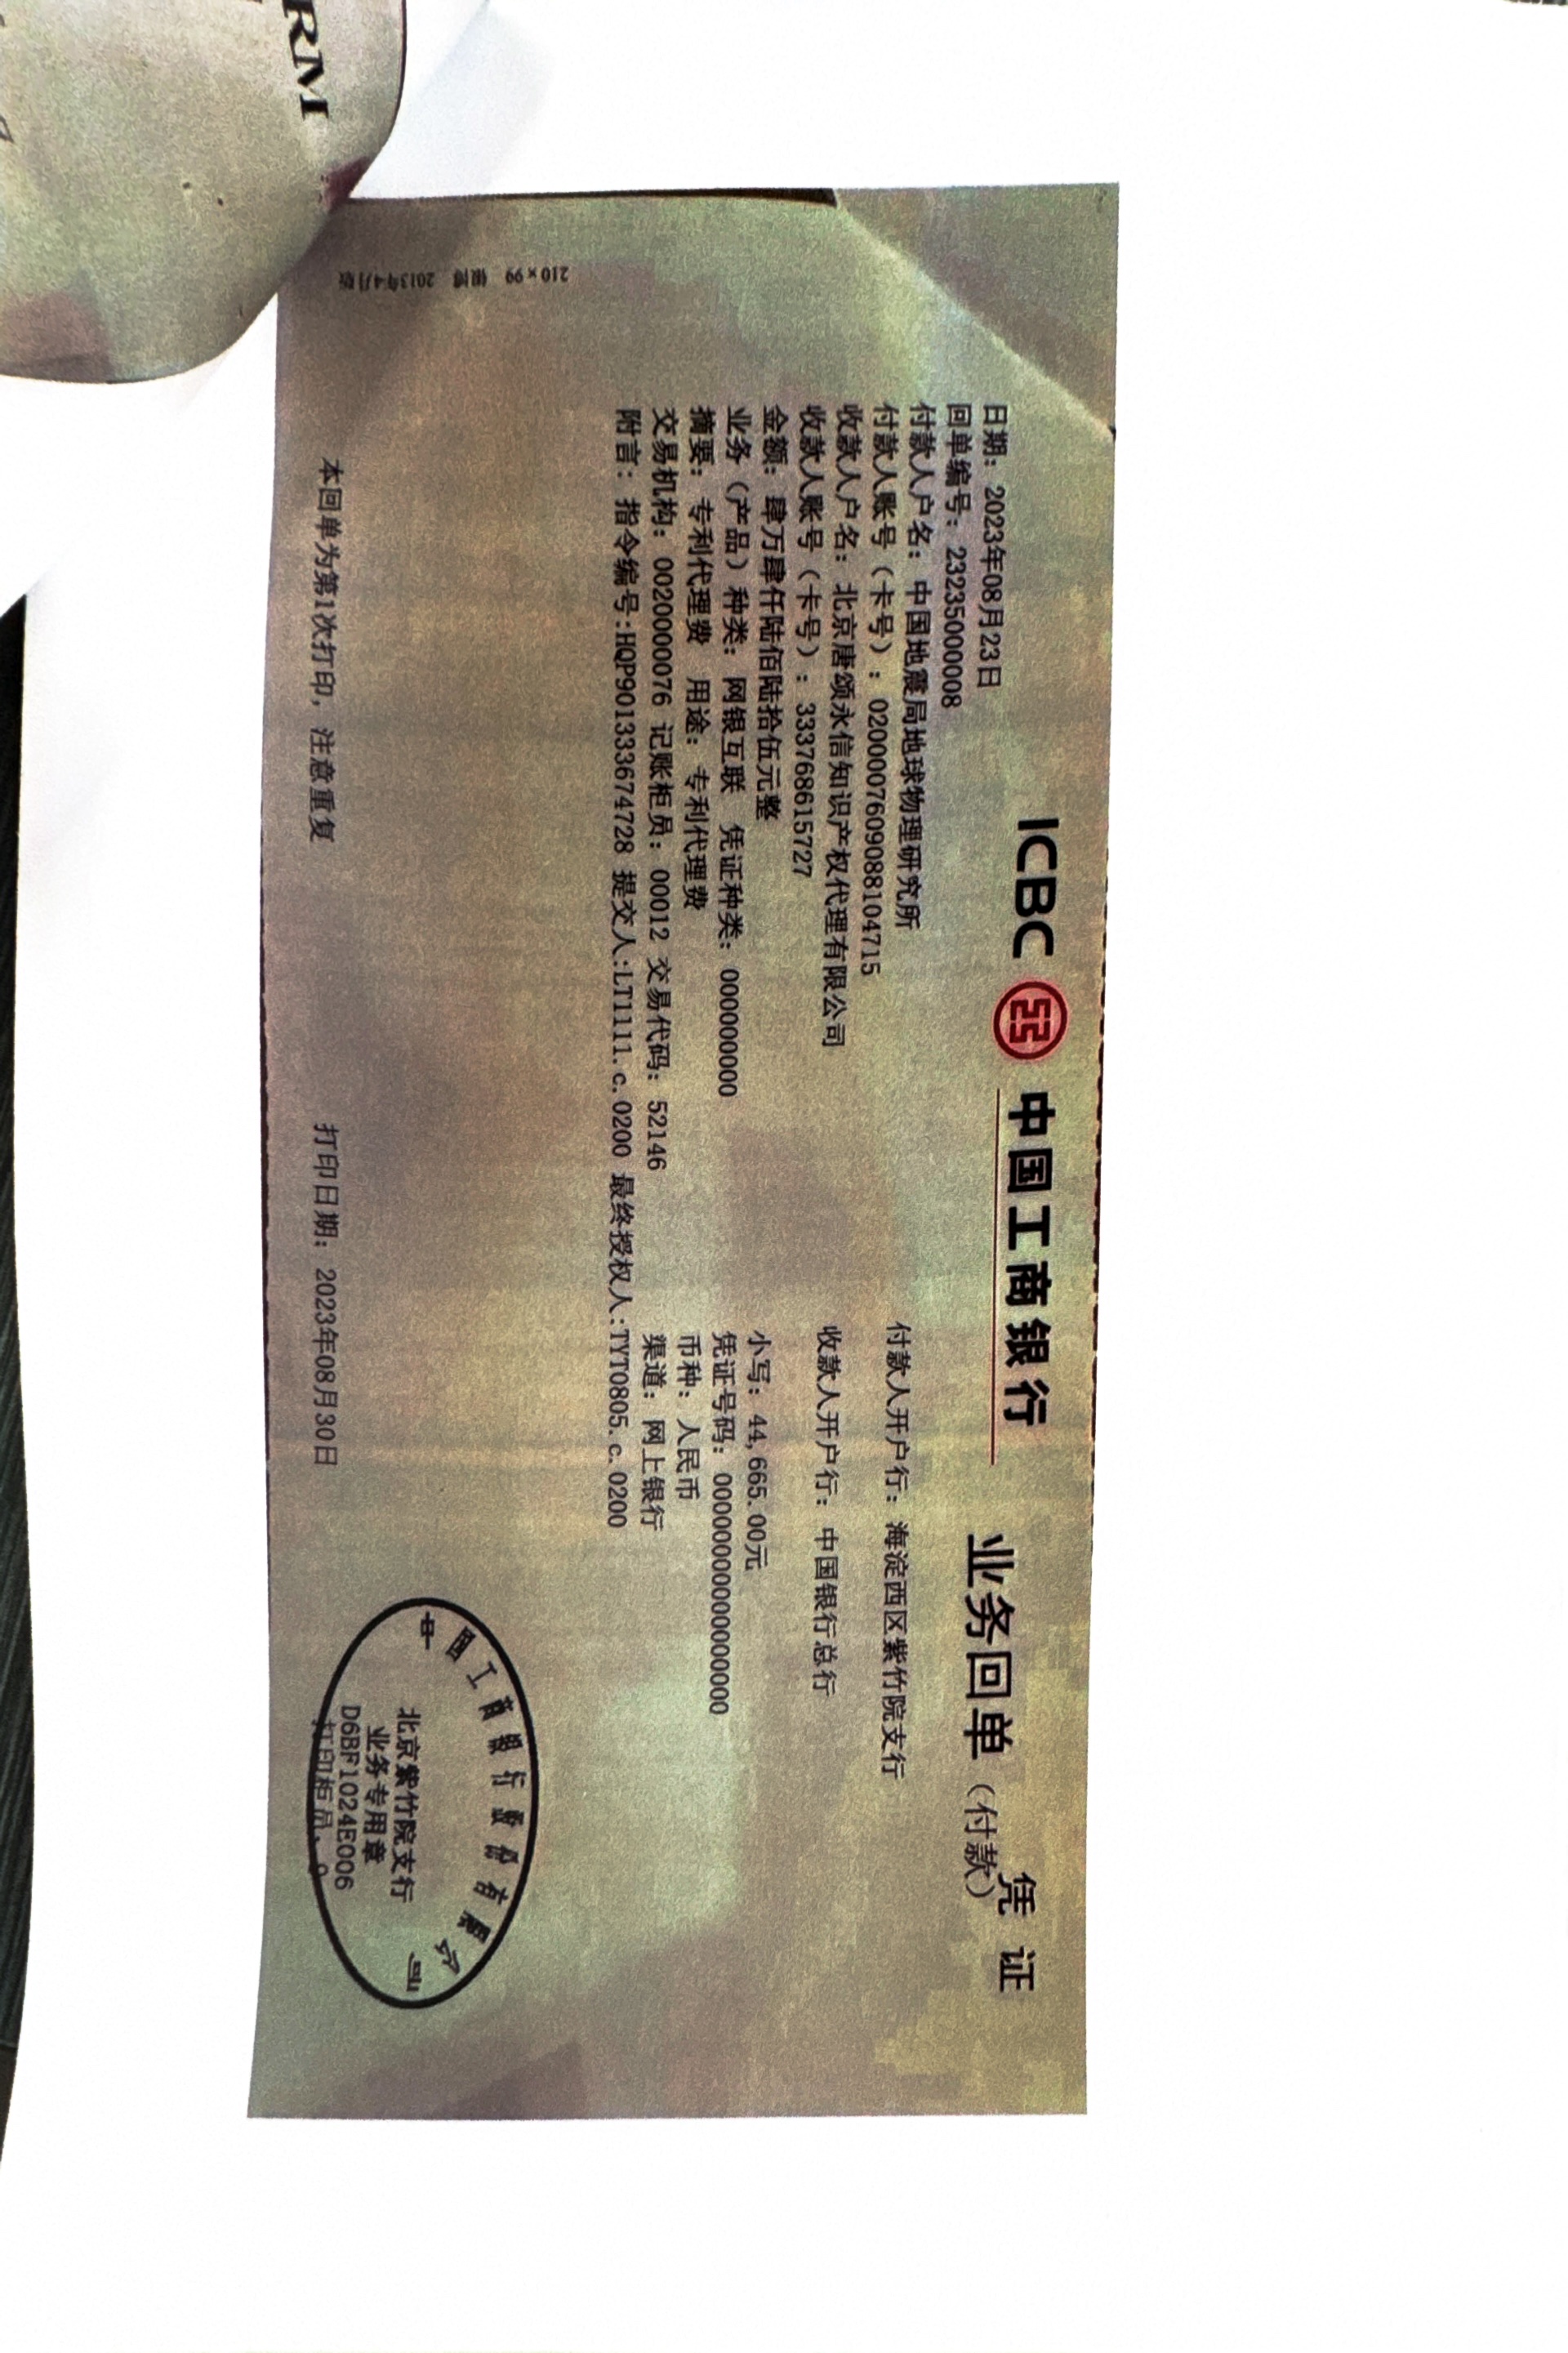 RM
ICBC 中国工商银行
凭 证
业务回单（付款）
日期：2023年08月23日
回单编号：23235000008
付款人户名：中国地震局地球物理研究所 付款人开户行：海淀西区紫竹院支行
付款人账号（卡号）：0200007609088104715
收款人户名：北京唐颂永信知识产权代理有限公司 收款人开户行：中国银行总行
收款人账号（卡号）：333768615727
金额：肆万肆仟陆佰陆拾伍元整 小写：44,665.00元
业务（产品）种类：网银互联 凭证种类：000000000 凭证号码：00000000000000000
摘要：专利代理费 用途：专利代理费 币种：人民币
交易机构：0020000076 记账柜员：00012 交易代码：52146 渠道：网上银行
附言：指令编号:HQP901333674728 提交人:LT1111.c.0200 最终授权人:TYT0805.c.0200
本回单为第1次打印，注意重复 打印日期：2023年08月30日 打印柜员：9
中国工商银行股份有限公司
北京紫竹院支行
业务专用章
D6BF1024E006
210×99 银博 2013年4月版